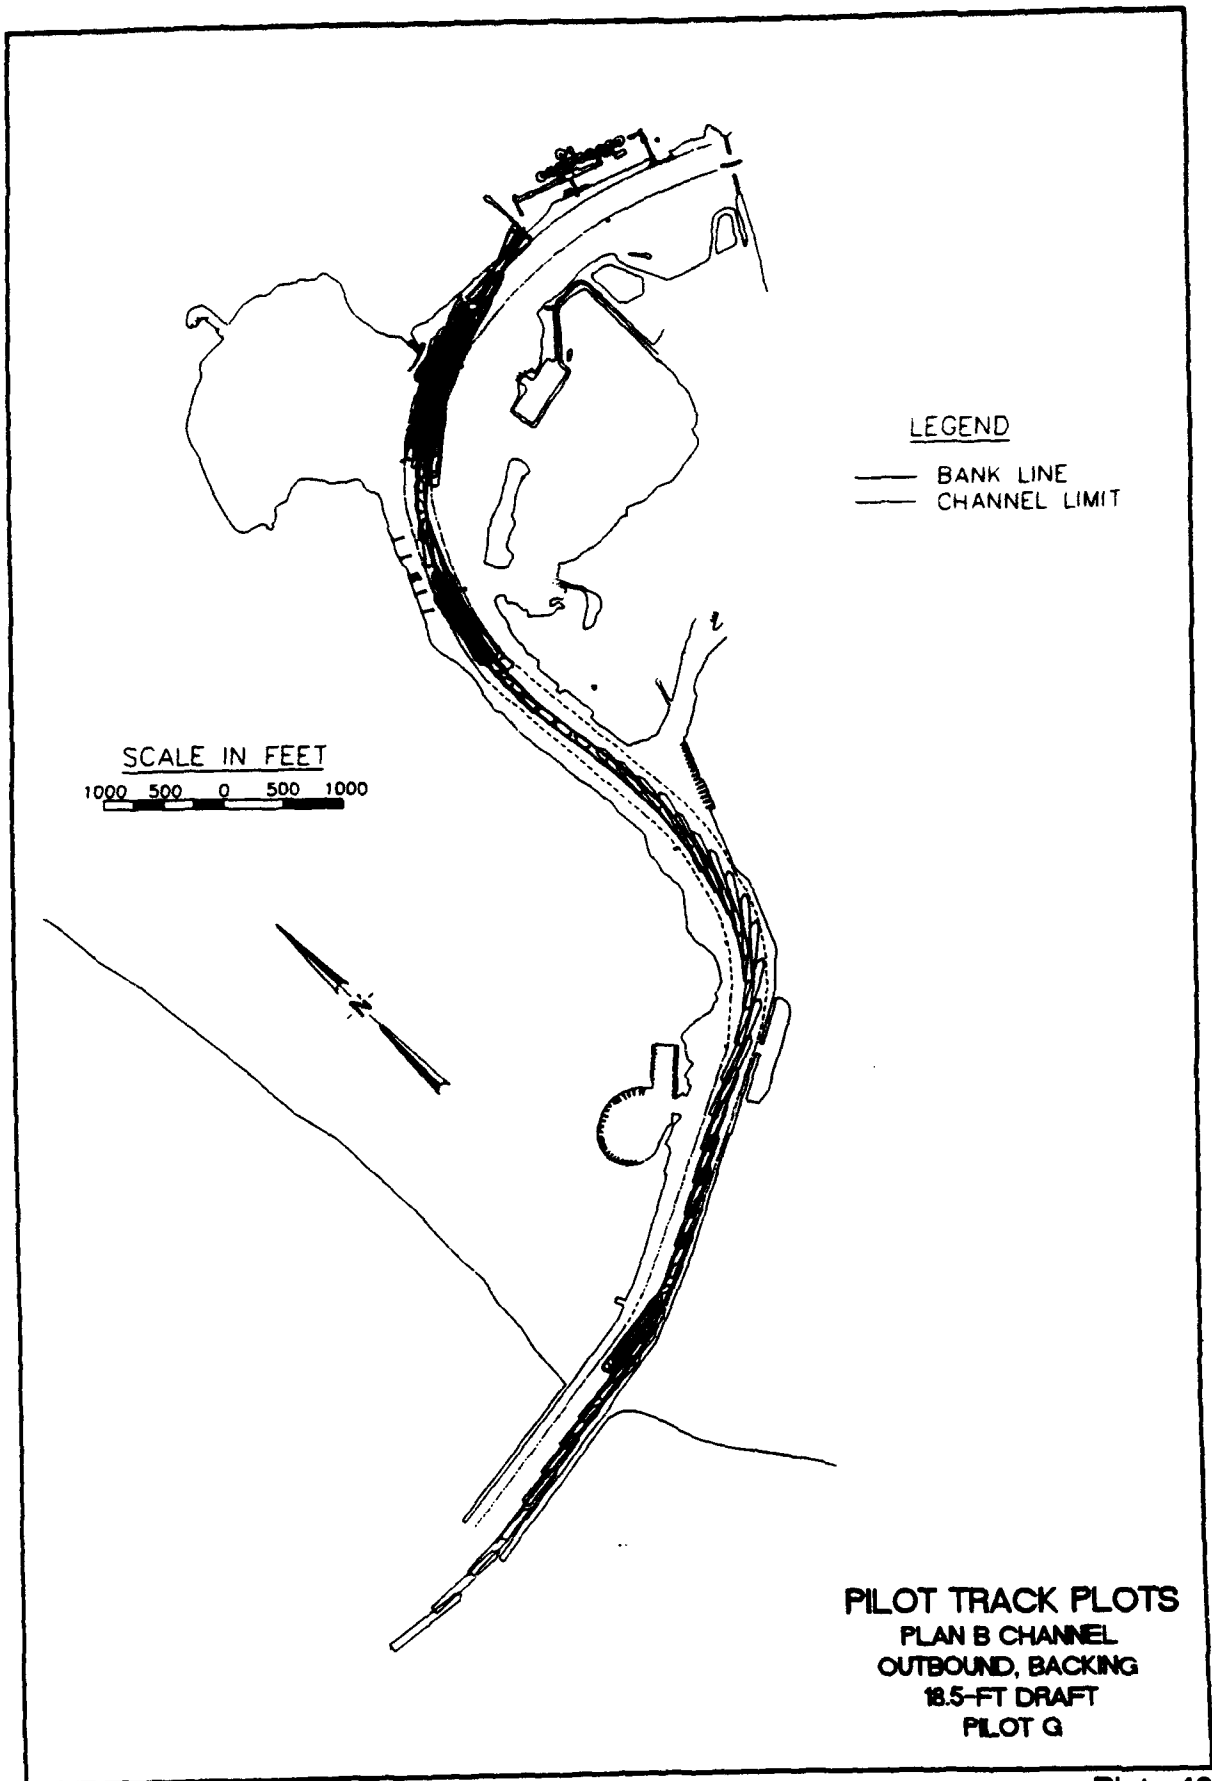 LEGEND
BANK LINE
CHANNEL LIMIT
SCALE IN FEET
1000 500 0 500 1000
N
PILOT TRACK PLOTS
PLAN B CHANNEL
OUTBOUND, BACKING
18.5-FT DRAFT
PILOT G